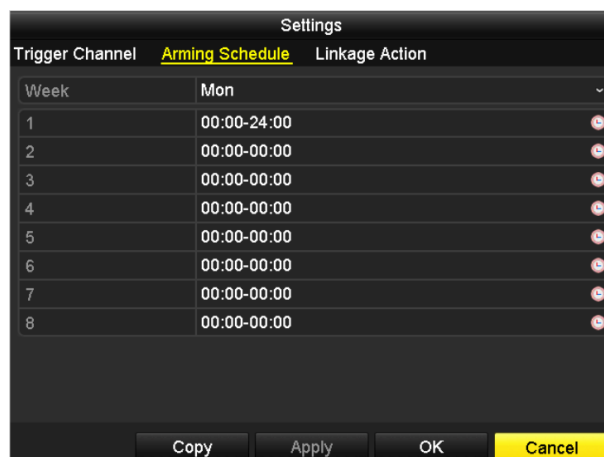 Settings
Trigger Channel Arming Schedule Linkage Action
Week Mon
1 00:00-24:00
2 00:00-00:00
3 00:00-00:00
4 00:00-00:00
5 00:00-00:00
6 00:00-00:00
7 00:00-00:00
8 00:00-00:00
Copy Apply OK Cancel